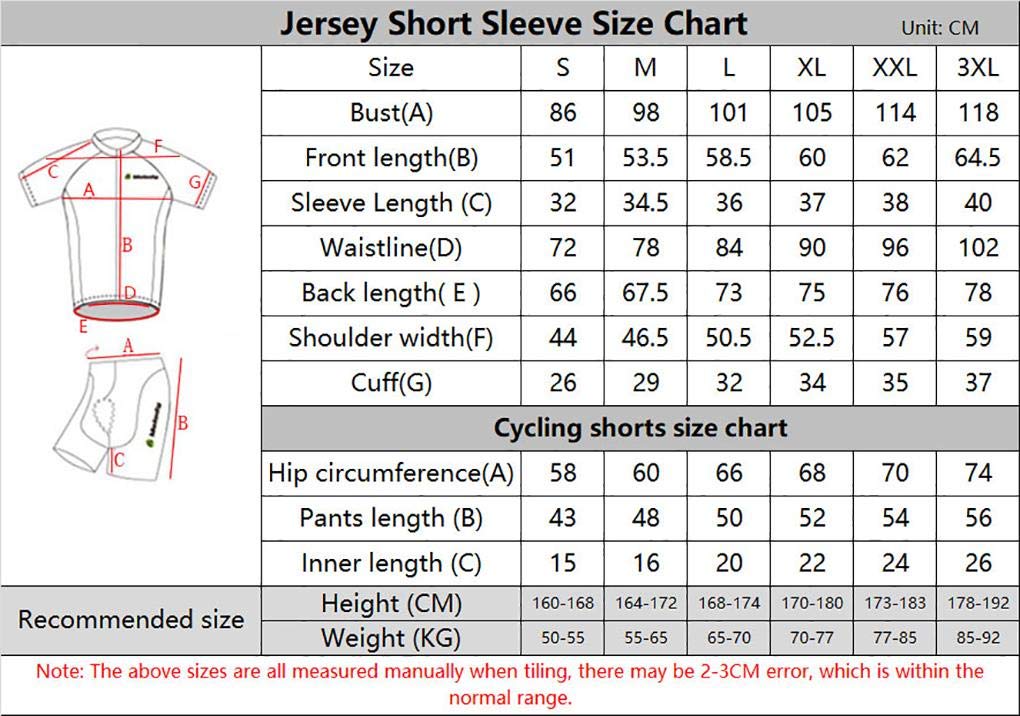 Jersey Short Sleeve Size Chart Unit: CM
Size S M L XL XXL 3XL
Bust(A) 86 98 101 105 114 118
Front length(B) 51 53.5 58.5 60 62 64.5
Sleeve Length (C) 32 34.5 36 37 38 40
Waistline(D) 72 78 84 90 96 102
Back length( E ) 66 67.5 73 75 76 78
Shoulder width(F) 44 46.5 50.5 52.5 57 59
Cuff(G) 26 29 32 34 35 37
F
C
G
A
B
D
E
Cycling shorts size chart
Hip circumference(A) 58 60 66 68 70 74
Pants length (B) 43 48 50 52 54 56
Inner length (C) 15 16 20 22 24 26
A
B
C
Recommended size
Height (CM) 160-168 164-172 168-174 170-180 173-183 178-192
Weight (KG) 50-55 55-65 65-70 70-77 77-85 85-92
Note: The above sizes are all measured manually when tiling, there may be 2-3CM error, which is within the
normal range.